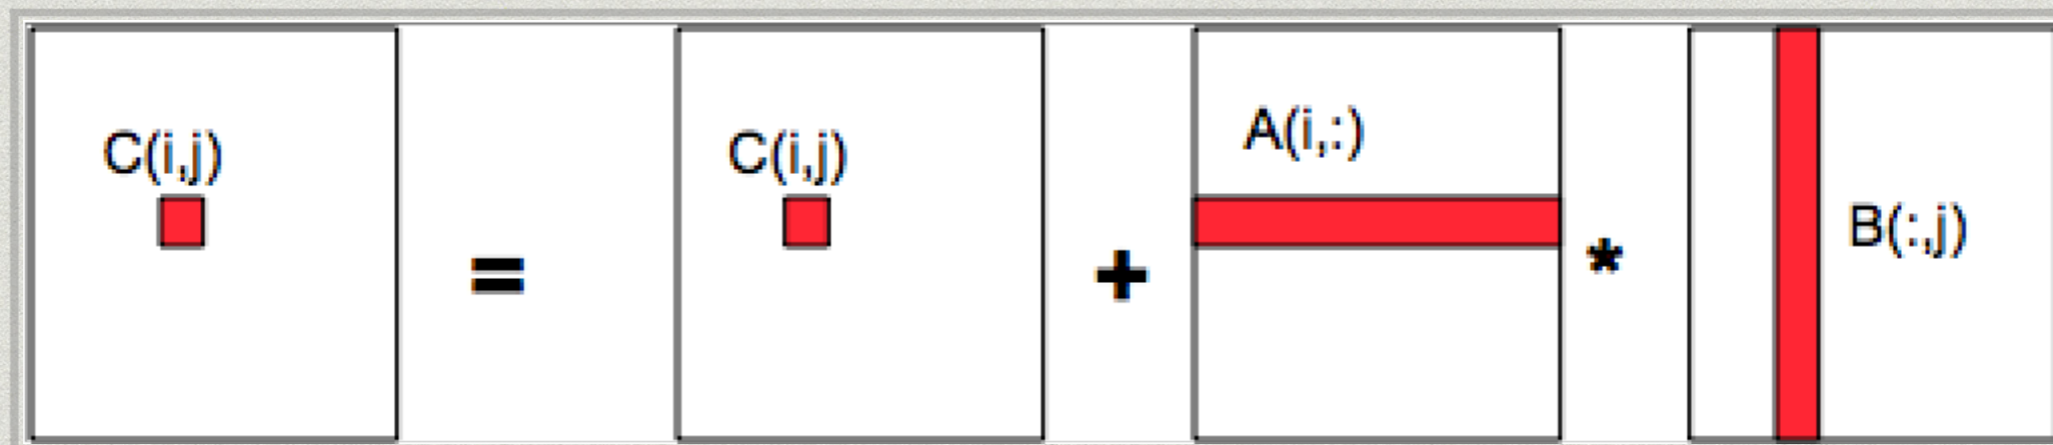 C(i,j)
=
C(i,j)
+
A(i,:)
*
B(:,j)